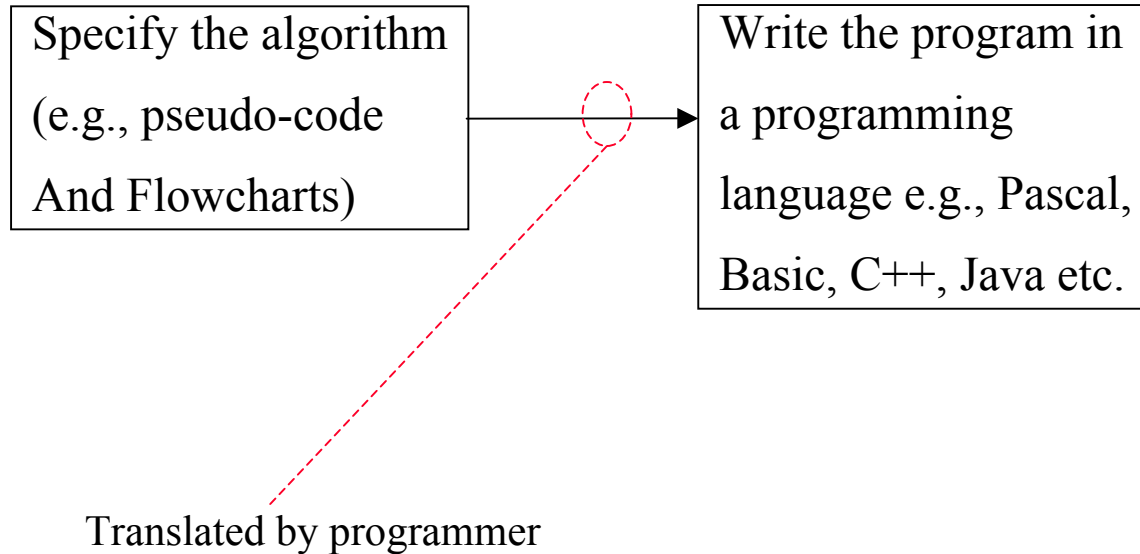 Specify the algorithm
(e.g., pseudo-code
And Flowcharts)
Write the program in
a programming
language e.g., Pascal,
Basic, C++, Java etc.
Translated by programmer